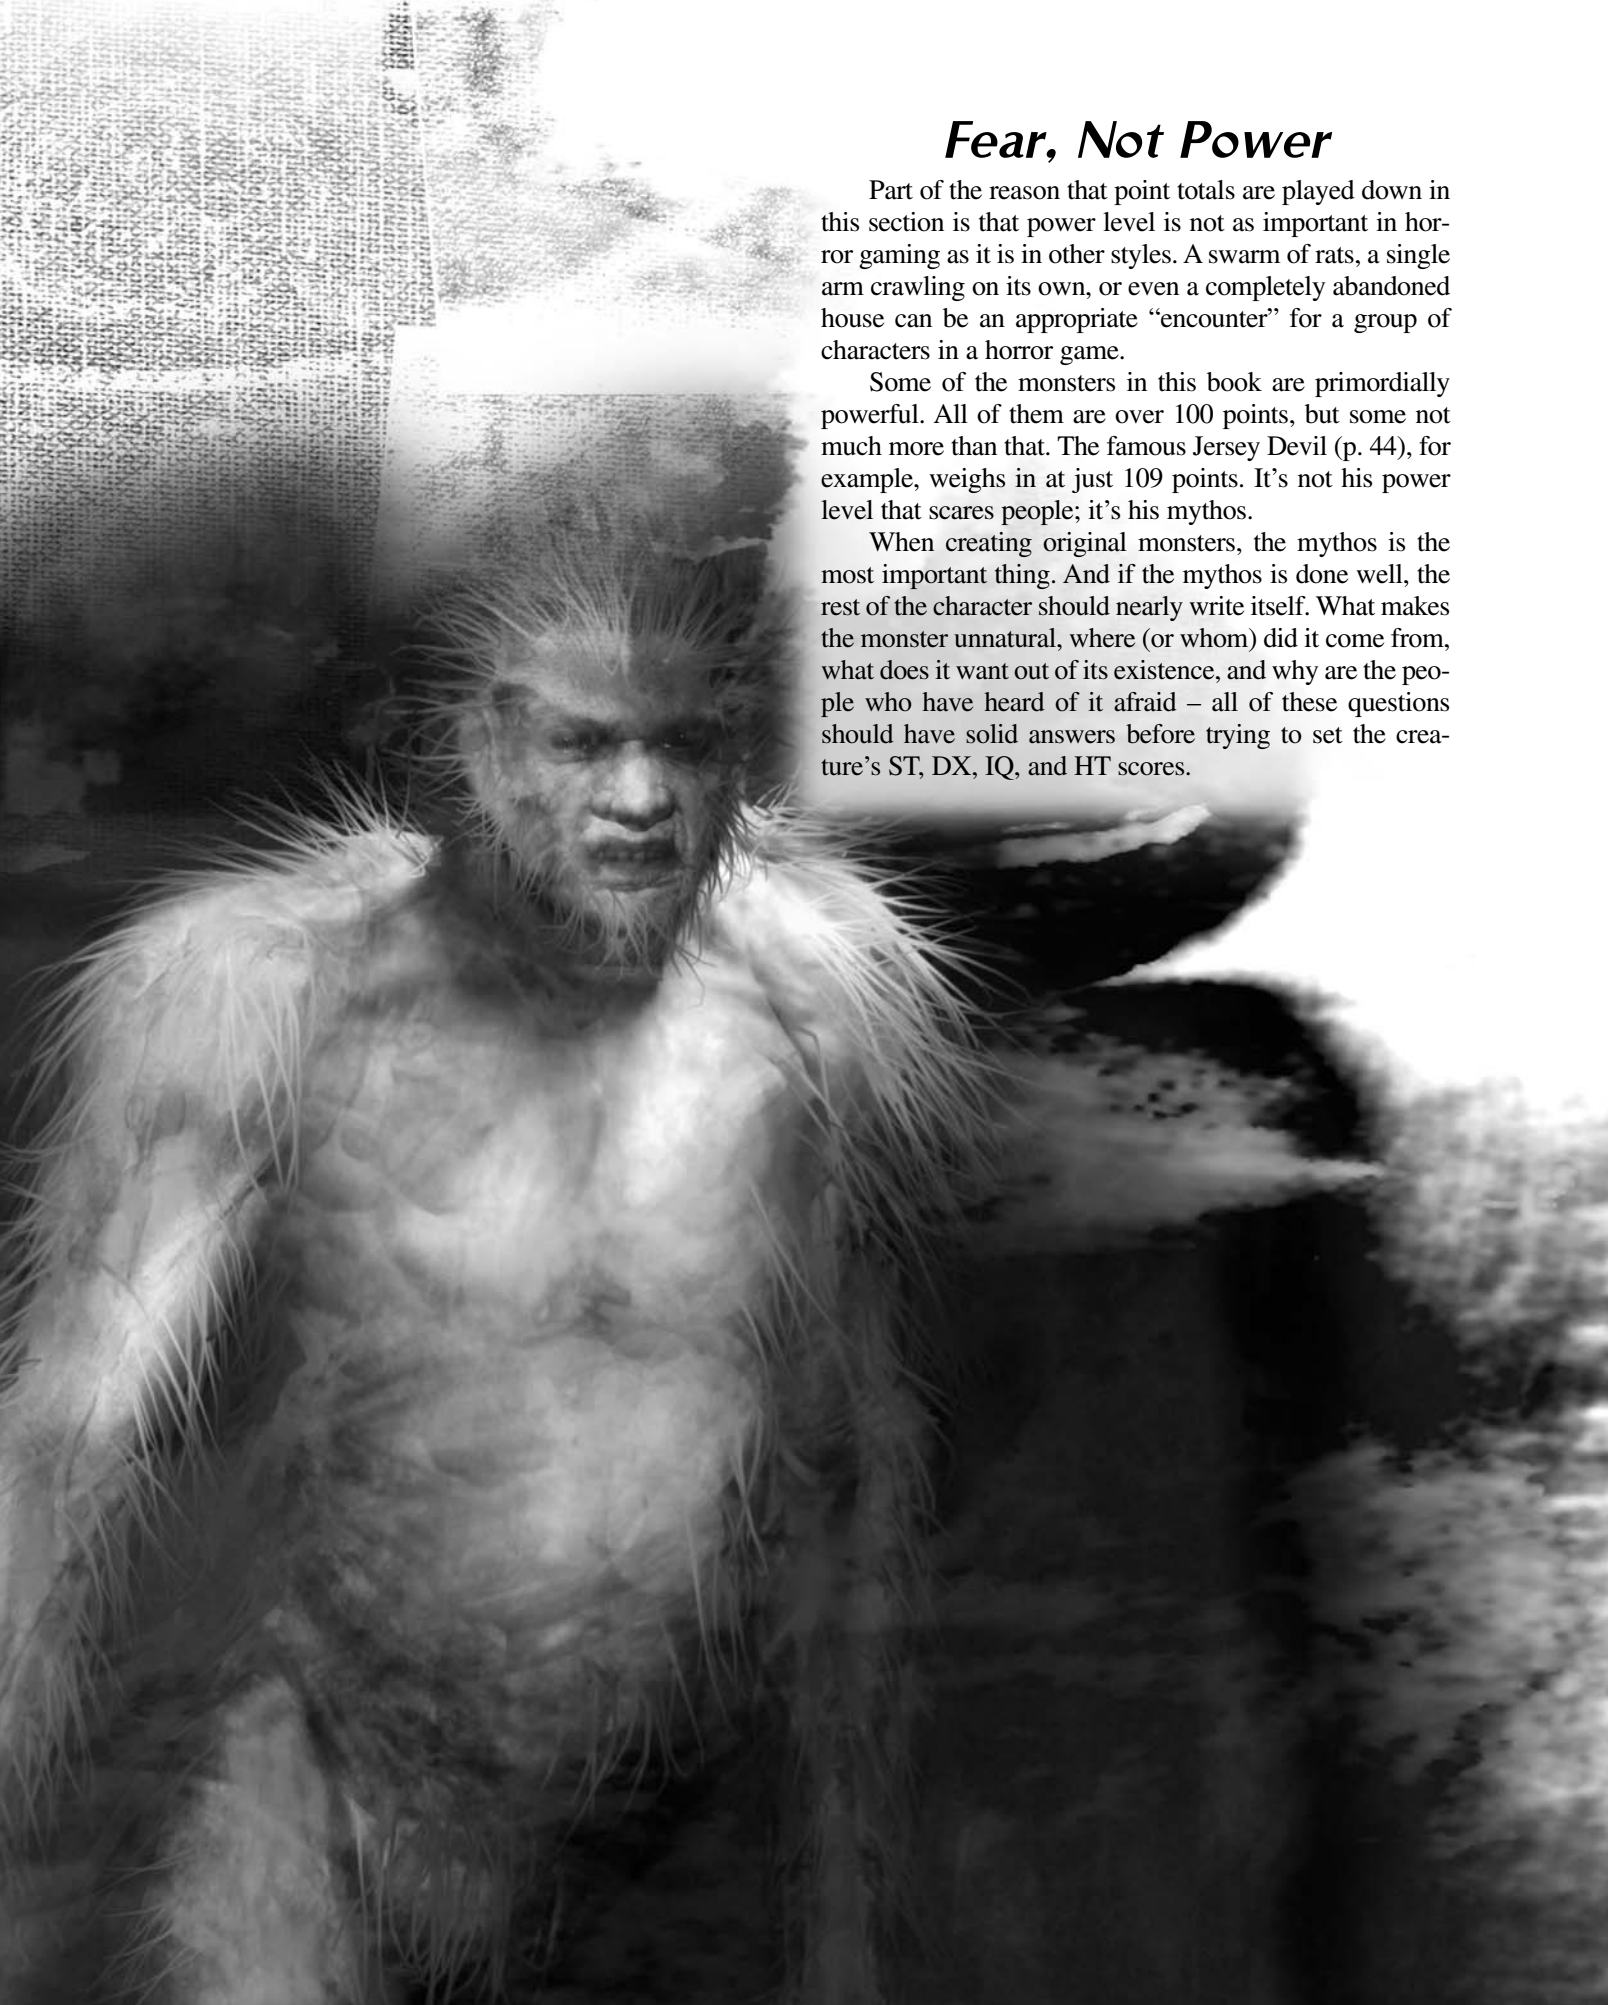 Fear, Not Power
Part of the reason that point totals are played down in
this section is that power level is not as important in hor-
ror gaming as it is in other styles. A swarm of rats, a single
arm crawling on its own, or even a completely abandoned
house can be an appropriate “encounter” for a group of
characters in a horror game.
Some of the monsters in this book are primordially
powerful. All of them are over 100 points, but some not
much more than that. The famous Jersey Devil (p. 44), for
example, weighs in at just 109 points. It’s not his power
level that scares people; it’s his mythos.
When creating original monsters, the mythos is the
most important thing. And if the mythos is done well, the
rest of the character should nearly write itself. What makes
the monster unnatural, where (or whom) did it come from,
what does it want out of its existence, and why are the peo-
ple who have heard of it afraid – all of these questions
should have solid answers before trying to set the crea-
ture’s ST, DX, IQ, and HT scores.